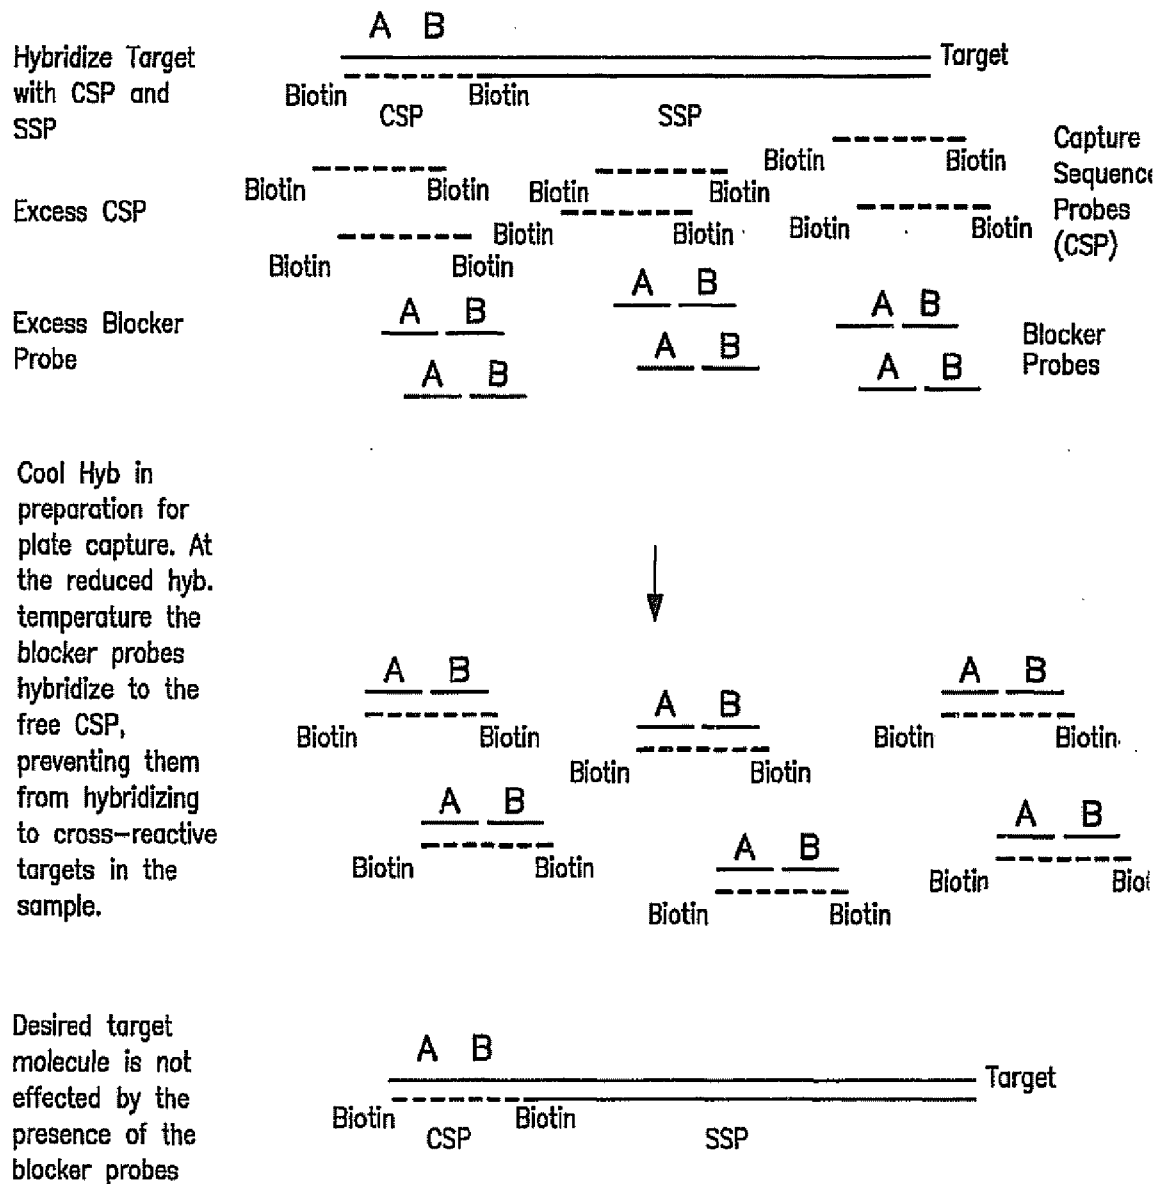 A B
Hybridize Target
with CSP and
SSP
Target
Biotin
Biotin
CSP
SSP
Capture
Sequence
Probes
(CSP)
Excess CSP
Biotin
Biotin
Biotin
Biotin
Biotin
Biotin
Biotin
Biotin
Biotin
Biotin
Biotin
Biotin
Excess Blocker
Probe
A B
A B
A B
A B
A B
A B
Blocker
Probes
Cool Hyb in
preparation for
plate capture. At
the reduced hyb.
temperature the
blocker probes
hybridize to the
free CSP,
preventing them
from hybridizing
to cross-reactive
targets in the
sample.
A B
Biotin
Biotin
A B
Biotin
Biotin
A B
Biotin
Biotin
A B
Biotin
Biotin
A B
Biotin
Biotin
A B
Biotin
Bioti
Desired target
molecule is not
effected by the
presence of the
blocker probes
A B
Target
Biotin
Biotin
CSP
SSP